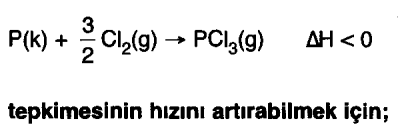 P(k) + 3/2 Cl₂(g) → PCl₃(g) ΔH < 0
tepkimesinin hızını artırabilmek için;